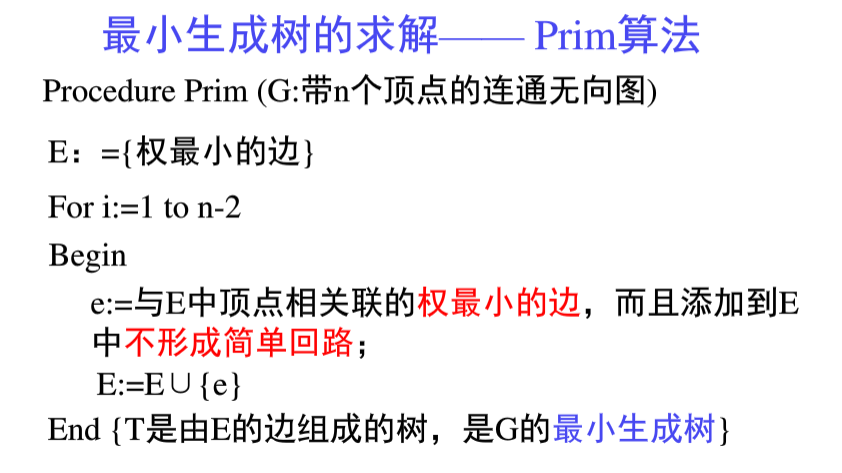 最小生成树的求解—— Prim算法
Procedure Prim (G:带n个顶点的连通无向图)
E：={权最小的边}
For i:=1 to n-2
Begin
e:=与E中顶点相关联的权最小的边，而且添加到E
中不形成简单回路；
E:=E∪{e}
End {T是由E的边组成的树，是G的最小生成树}